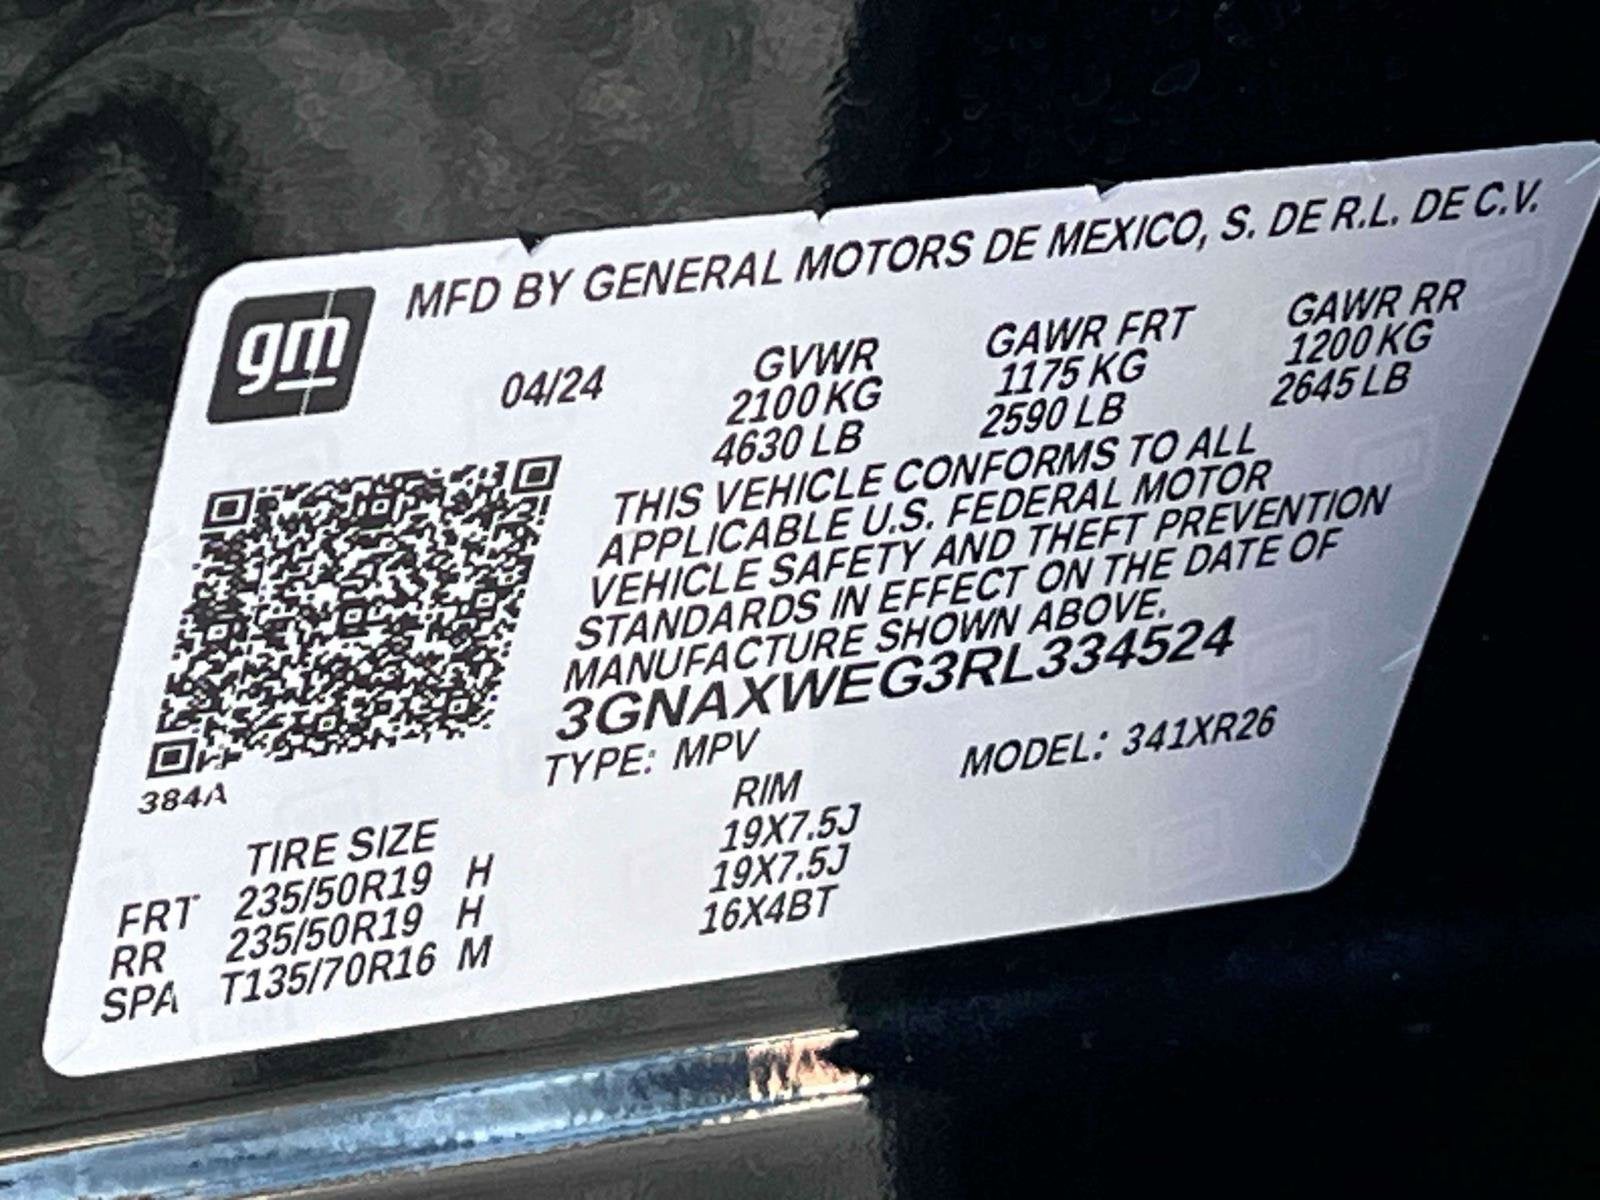 gm
MFD BY GENERAL MOTORS DE MEXICO, S. DE R.L. DE C.V.
04/24 GVWR GAWR FRT GAWR RR
2100 KG 1175 KG 1200 KG
4630 LB 2590 LB 2645 LB
THIS VEHICLE CONFORMS TO ALL
APPLICABLE U.S. FEDERAL MOTOR
VEHICLE SAFETY AND THEFT PREVENTION
STANDARDS IN EFFECT ON THE DATE OF
MANUFACTURE SHOWN ABOVE.
3GNAXWEG3RL334524
TYPE: MPV MODEL: 341XR26
384A
TIRE SIZE RIM
FRT 235/50R19 H 19X7.5J
RR 235/50R19 H 19X7.5J
SPA T135/70R16 M 16X4BT